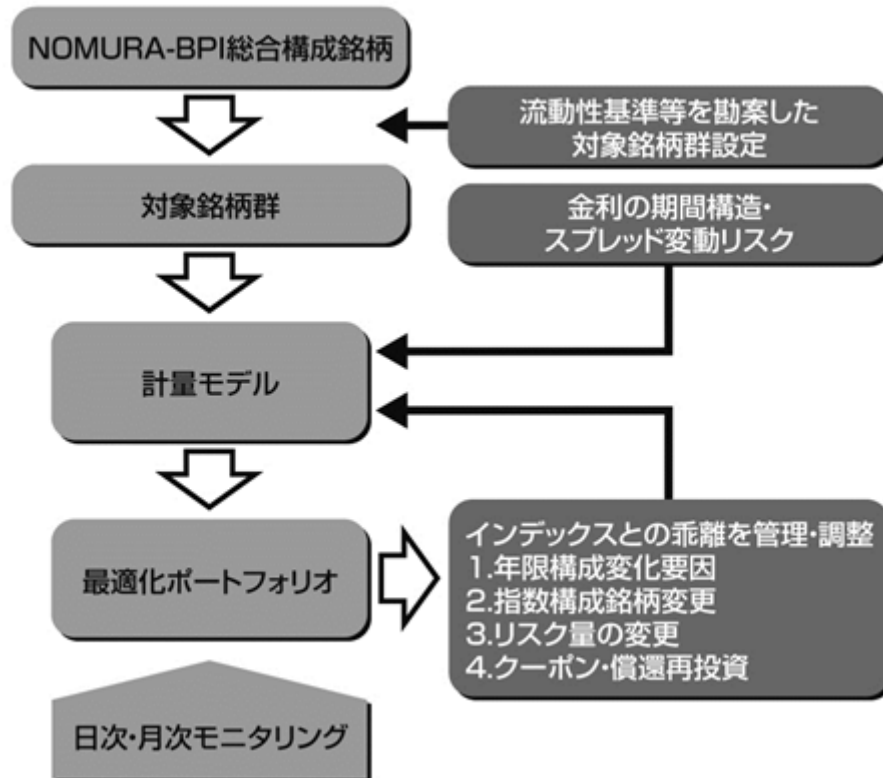 NOMURA-BPI総合構成銘柄
流動性基準等を勘案した
対象銘柄群設定
対象銘柄群
金利の期間構造・
スプレッド変動リスク
計量モデル
最適化ポートフォリオ
インデックスとの乖離を管理・調整
1.年限構成変化要因
2.指数構成銘柄変更
3.リスク量の変更
4.クーポン・償還再投資
日次・月次モニタリング